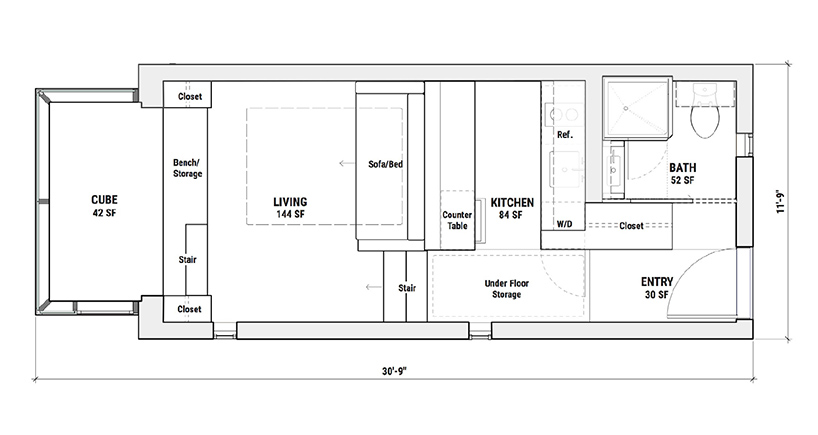 Closet
Bench/
Storage
CUBE
42 SF
Stair
Closet
LIVING
144 SF
Sofa/Bed
Stair
Counter
Table
KITCHEN
84 SF
Ref.
W/D
Under Floor
Storage
BATH
52 SF
Closet
ENTRY
30 SF
11'-9"
30'-9"